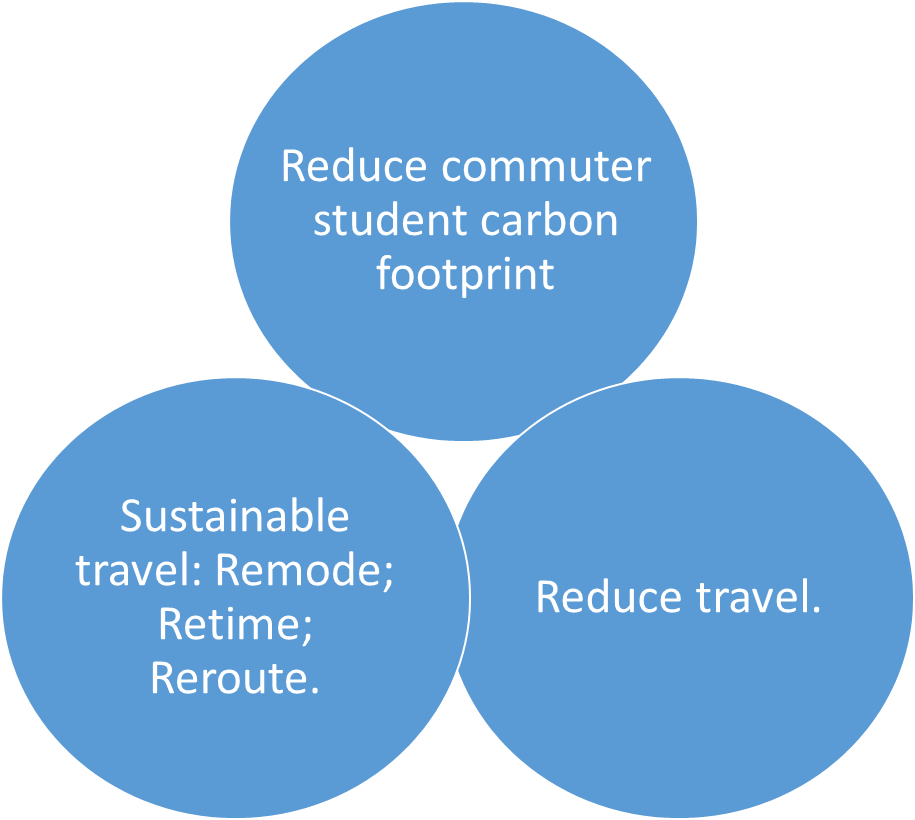 Reduce commuter
student carbon
footprint
Sustainable
travel: Remode;
Retime;
Reroute.
Reduce travel.